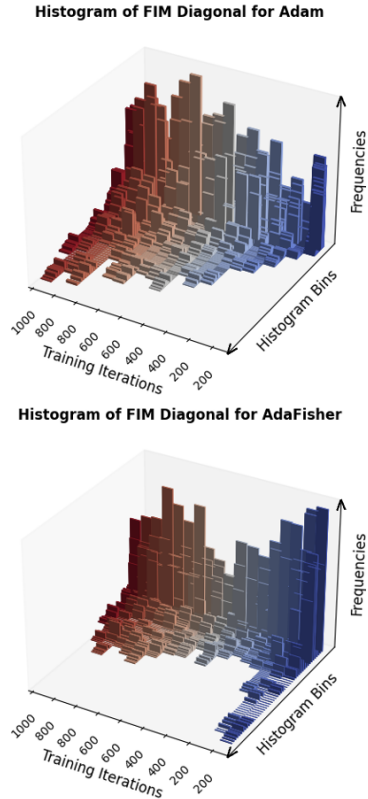 Histogram of FIM Diagonal for Adam
Frequencies
Histogram Bins
1000
800
800
600
600
400
400
200
200
Training Iterations
Histogram of FIM Diagonal for AdaFisher
Frequencies
Histogram Bins
1000
800
800
600
600
400
400
200
200
Training Iterations